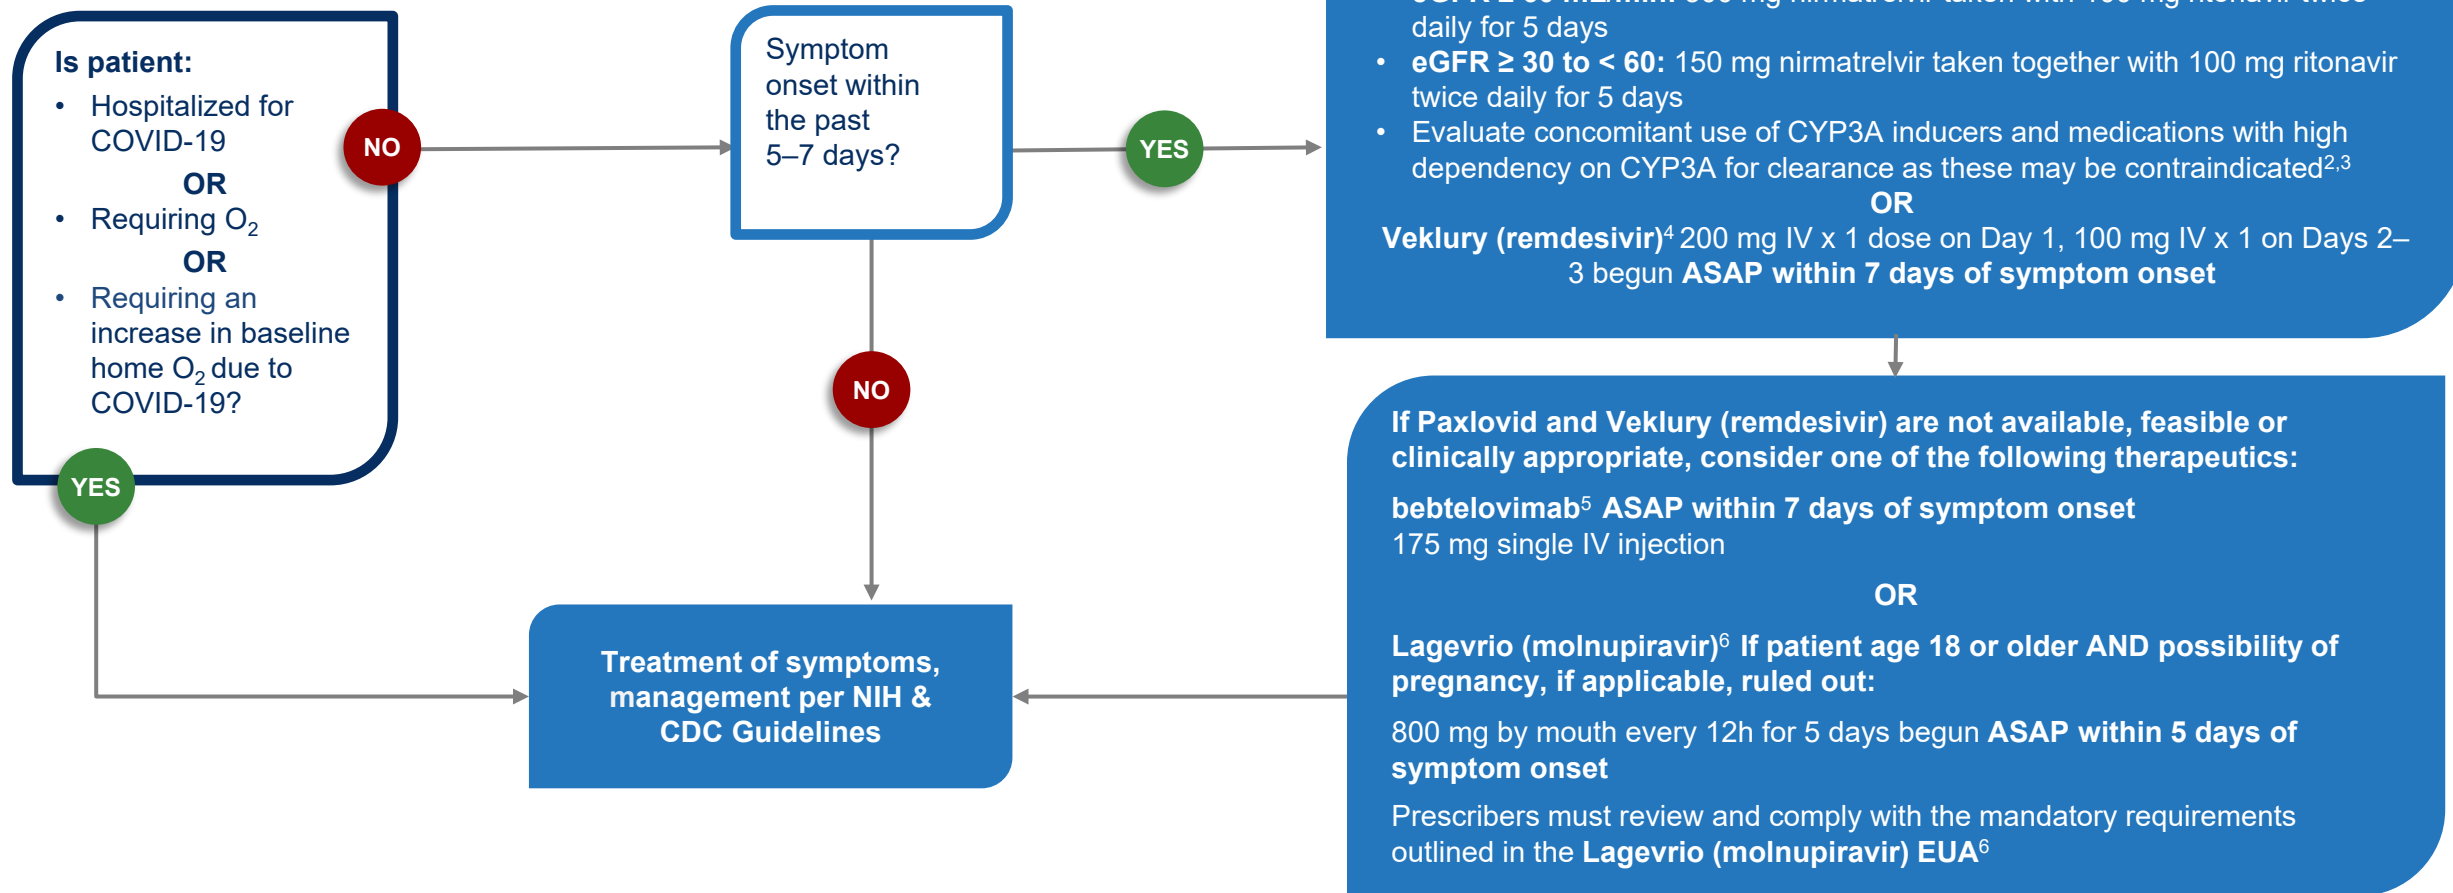 Is patient:
• Hospitalized for
COVID-19
OR
• Requiring O2
OR
• Requiring an
increase in baseline
home O2 due to
COVID-19?
NO
YES
Symptom
onset within
the past
5–7 days?
YES
NO
daily for 5 days
• eGFR ≥ 30 to < 60: 150 mg nirmatrelvir taken together with 100 mg ritonavir
twice daily for 5 days
• Evaluate concomitant use of CYP3A inducers and medications with high
dependency on CYP3A for clearance as these may be contraindicated2,3
OR
Veklury (remdesivir)4 200 mg IV x 1 dose on Day 1, 100 mg IV x 1 on Days 2–
3 begun ASAP within 7 days of symptom onset
If Paxlovid and Veklury (remdesivir) are not available, feasible or
clinically appropriate, consider one of the following therapeutics:
bebtelovimab5 ASAP within 7 days of symptom onset
175 mg single IV injection
OR
Lagevrio (molnupiravir)6 If patient age 18 or older AND possibility of
pregnancy, if applicable, ruled out:
800 mg by mouth every 12h for 5 days begun ASAP within 5 days of
symptom onset
Prescribers must review and comply with the mandatory requirements
outlined in the Lagevrio (molnupiravir) EUA6
Treatment of symptoms,
management per NIH &
CDC Guidelines